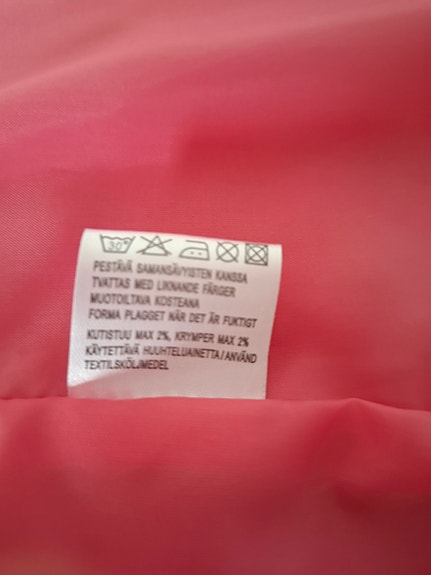 30°
PESTÄVÄ SAMANSÄVYISTEN KANSSA
TVATTAS MED LIKNANDE FÄRGER
MUOTOILTAVA KOSTEANA
FORMA PLAGGET NÄR DET ÄR FUKTIGT
KUTISTUU MAX 2%, KRYMPER MAX 2%
KÄYTETTÄVÄ HUUHTELUAINETTA/ANVÄND
TEXTILSKÖLJMEDEL